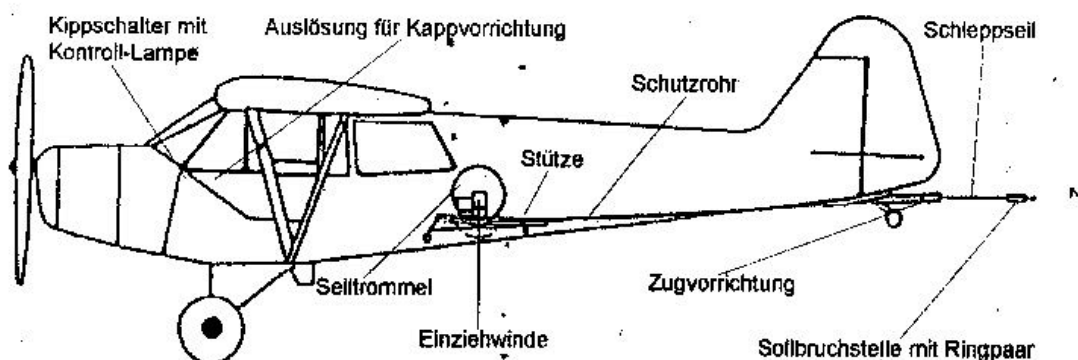 Kippschalter mit
Kontroll-Lampe
Auslösung für Kappvorrichtung
Schleppseil
Schutzrohr
Stütze
Seiltrommel
Einziehwinde
Zugvorrichtung
Sollbruchstelle mit Ringpaar
N